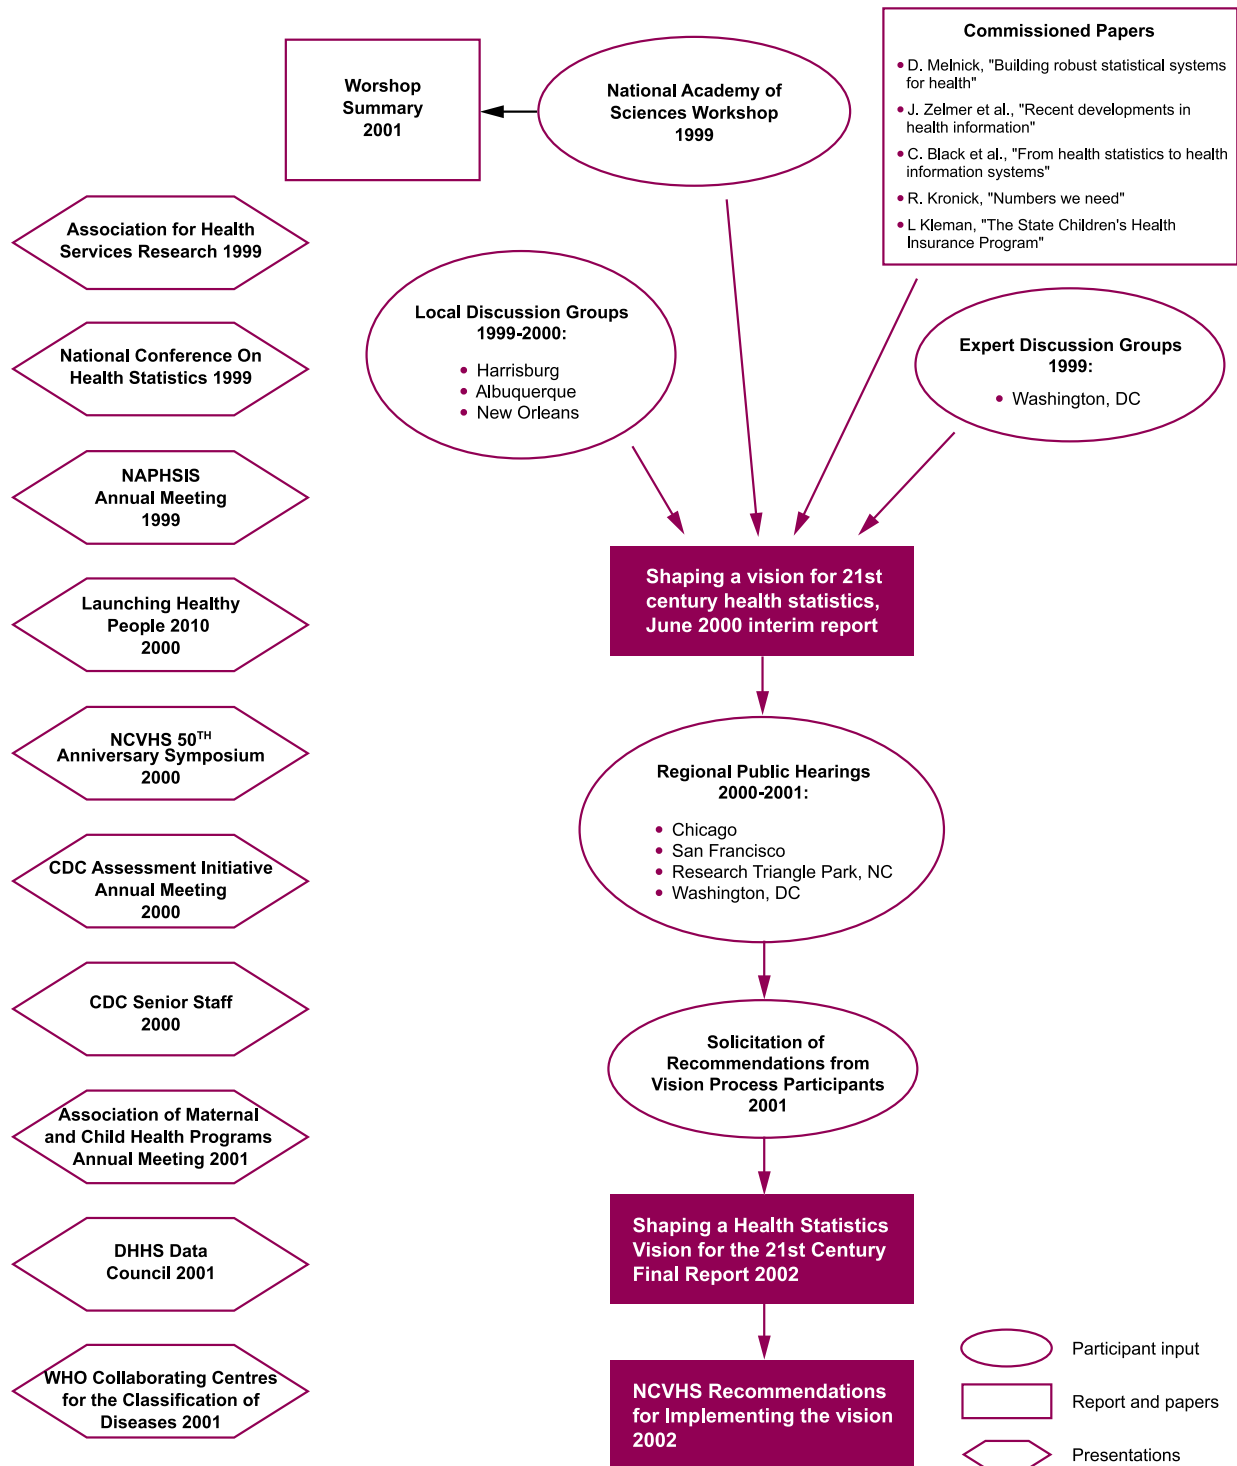 Worshop
Summary
2001
National Academy of
Sciences Workshop
1999
Commissioned Papers
• D. Melnick, "Building robust statistical systems
for health"
• J. Zelmer et al., "Recent developments in
health information"
• C. Black et al., "From health statistics to health
information systems"
• R. Kronick, "Numbers we need"
• L Kleman, "The State Children's Health
Insurance Program"
Association for Health
Services Research 1999
National Conference On
Health Statistics 1999
NAPHSIS
Annual Meeting
1999
Launching Healthy
People 2010
2000
NCVHS 50TH
Anniversary Symposium
2000
CDC Assessment Initiative
Annual Meeting
2000
CDC Senior Staff
2000
Association of Maternal
and Child Health Programs
Annual Meeting 2001
DHHS Data
Council 2001
WHO Collaborating Centres
for the Classification of
Diseases 2001
Local Discussion Groups
1999-2000:
• Harrisburg
• Albuquerque
• New Orleans
Expert Discussion Groups
1999:
• Washington, DC
Shaping a vision for 21st
century health statistics,
June 2000 interim report
Regional Public Hearings
2000-2001:
• Chicago
• San Francisco
• Research Triangle Park, NC
• Washington, DC
Solicitation of
Recommendations from
Vision Process Participants
2001
Shaping a Health Statistics
Vision for the 21st Century
Final Report 2002
NCVHS Recommendations
for Implementing the vision
2002
Participant input
Report and papers
Presentations